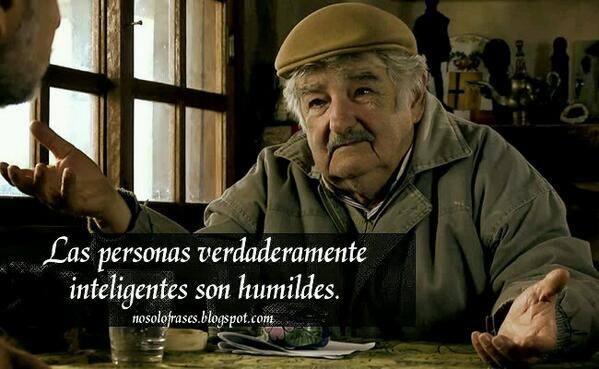 Las personas verdaderamente
inteligentes son humildes.
nosolofrases.blogspot.com